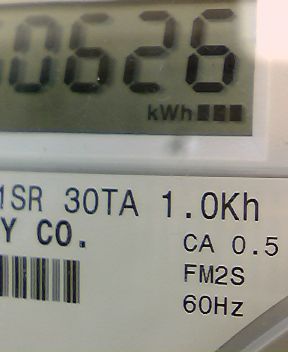 0626
kWh
1SR 30TA 1.0Kh
Y CO.
CA 0.5
FM2S
60Hz